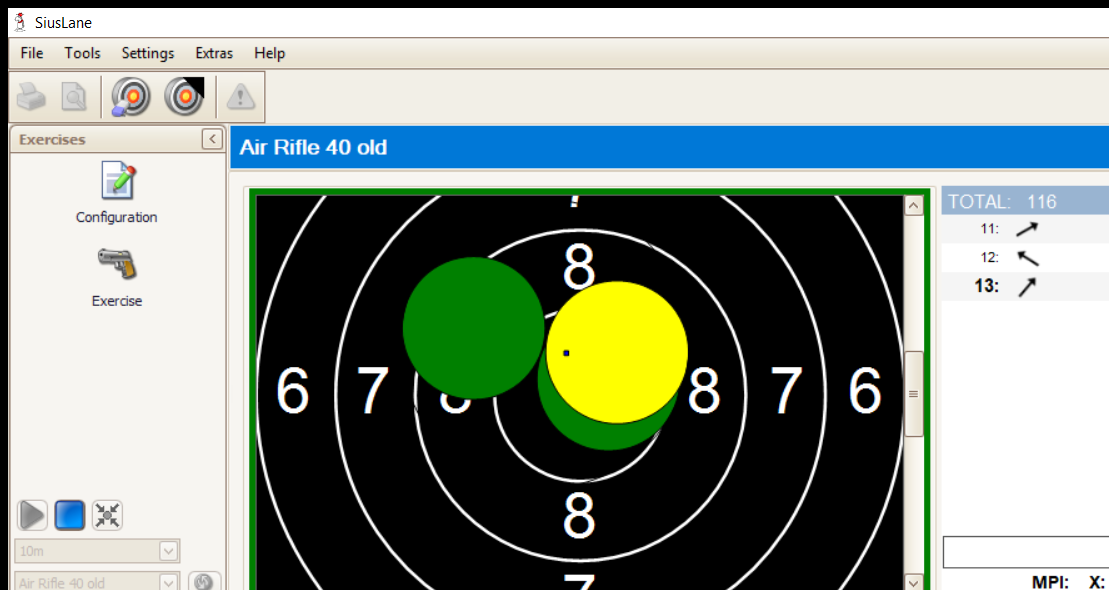 SiusLane
File Tools Settings Extras Help
Exercises
Air Rifle 40 old
Configuration
Exercise
TOTAL: 116
11:
12:
13:
8
6 7 8 7 6
8
10m
Air Rifle 40 old
MPI: X: